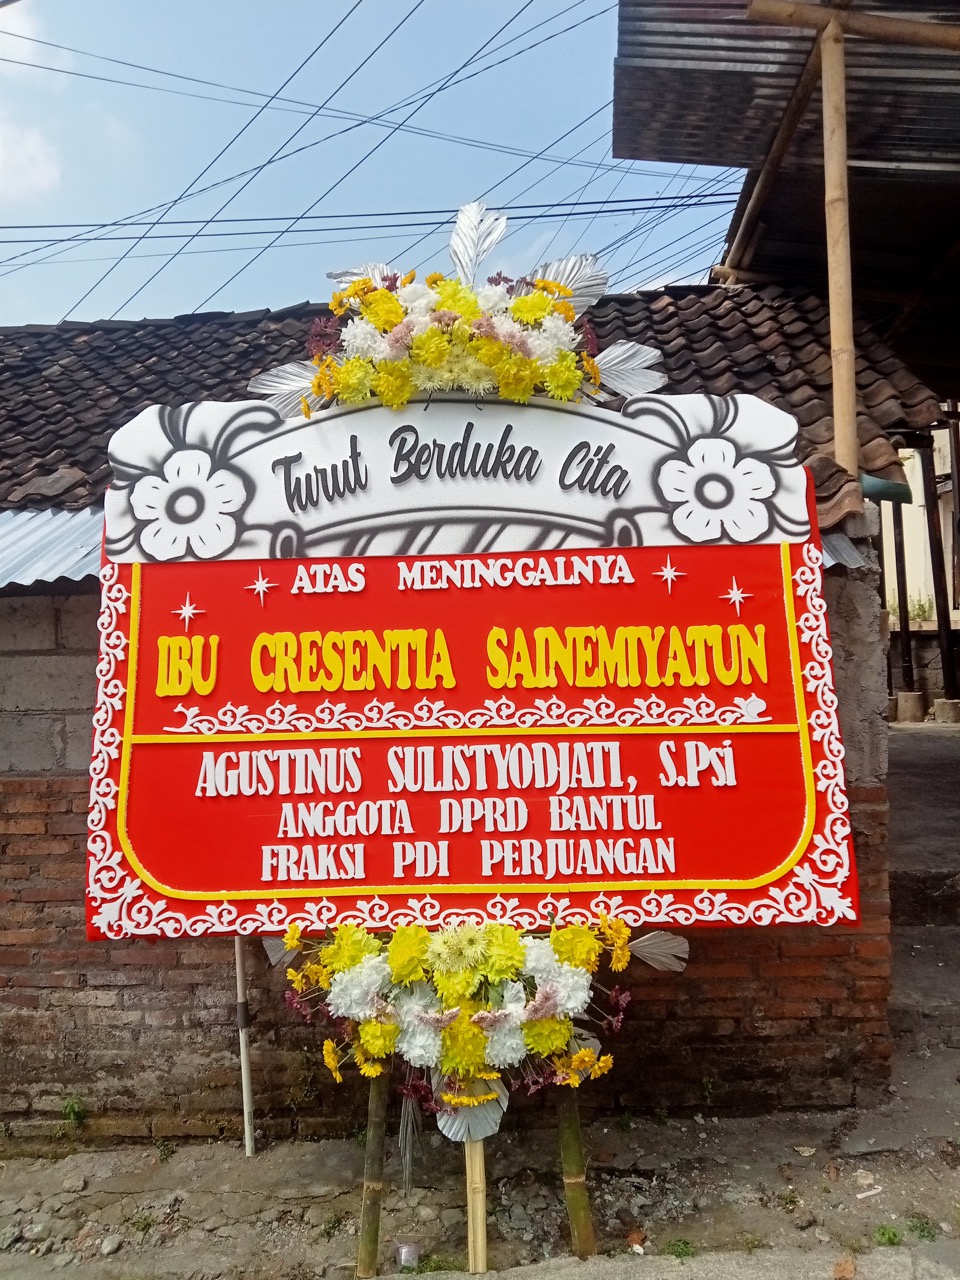 Turut Berduka Cita
ATAS MENINGGALNYA
IBU CRESENTIA SAINEMIYATUN
AGUSTINUS SULISTYODJATI, S.Psi
ANGGOTA DPRD BANTUL
FRAKSI PDI PERJUANGAN